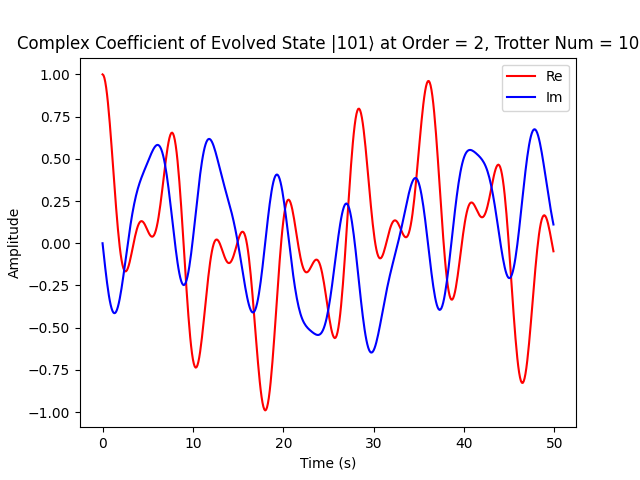 Complex Coefficient of Evolved State |101⟩ at Order = 2, Trotter Num = 10
Re
Im
1.00
0.75
0.50
0.25
0.00
−0.25
−0.50
−0.75
−1.00
Amplitude
0 10 20 30 40 50
Time (s)